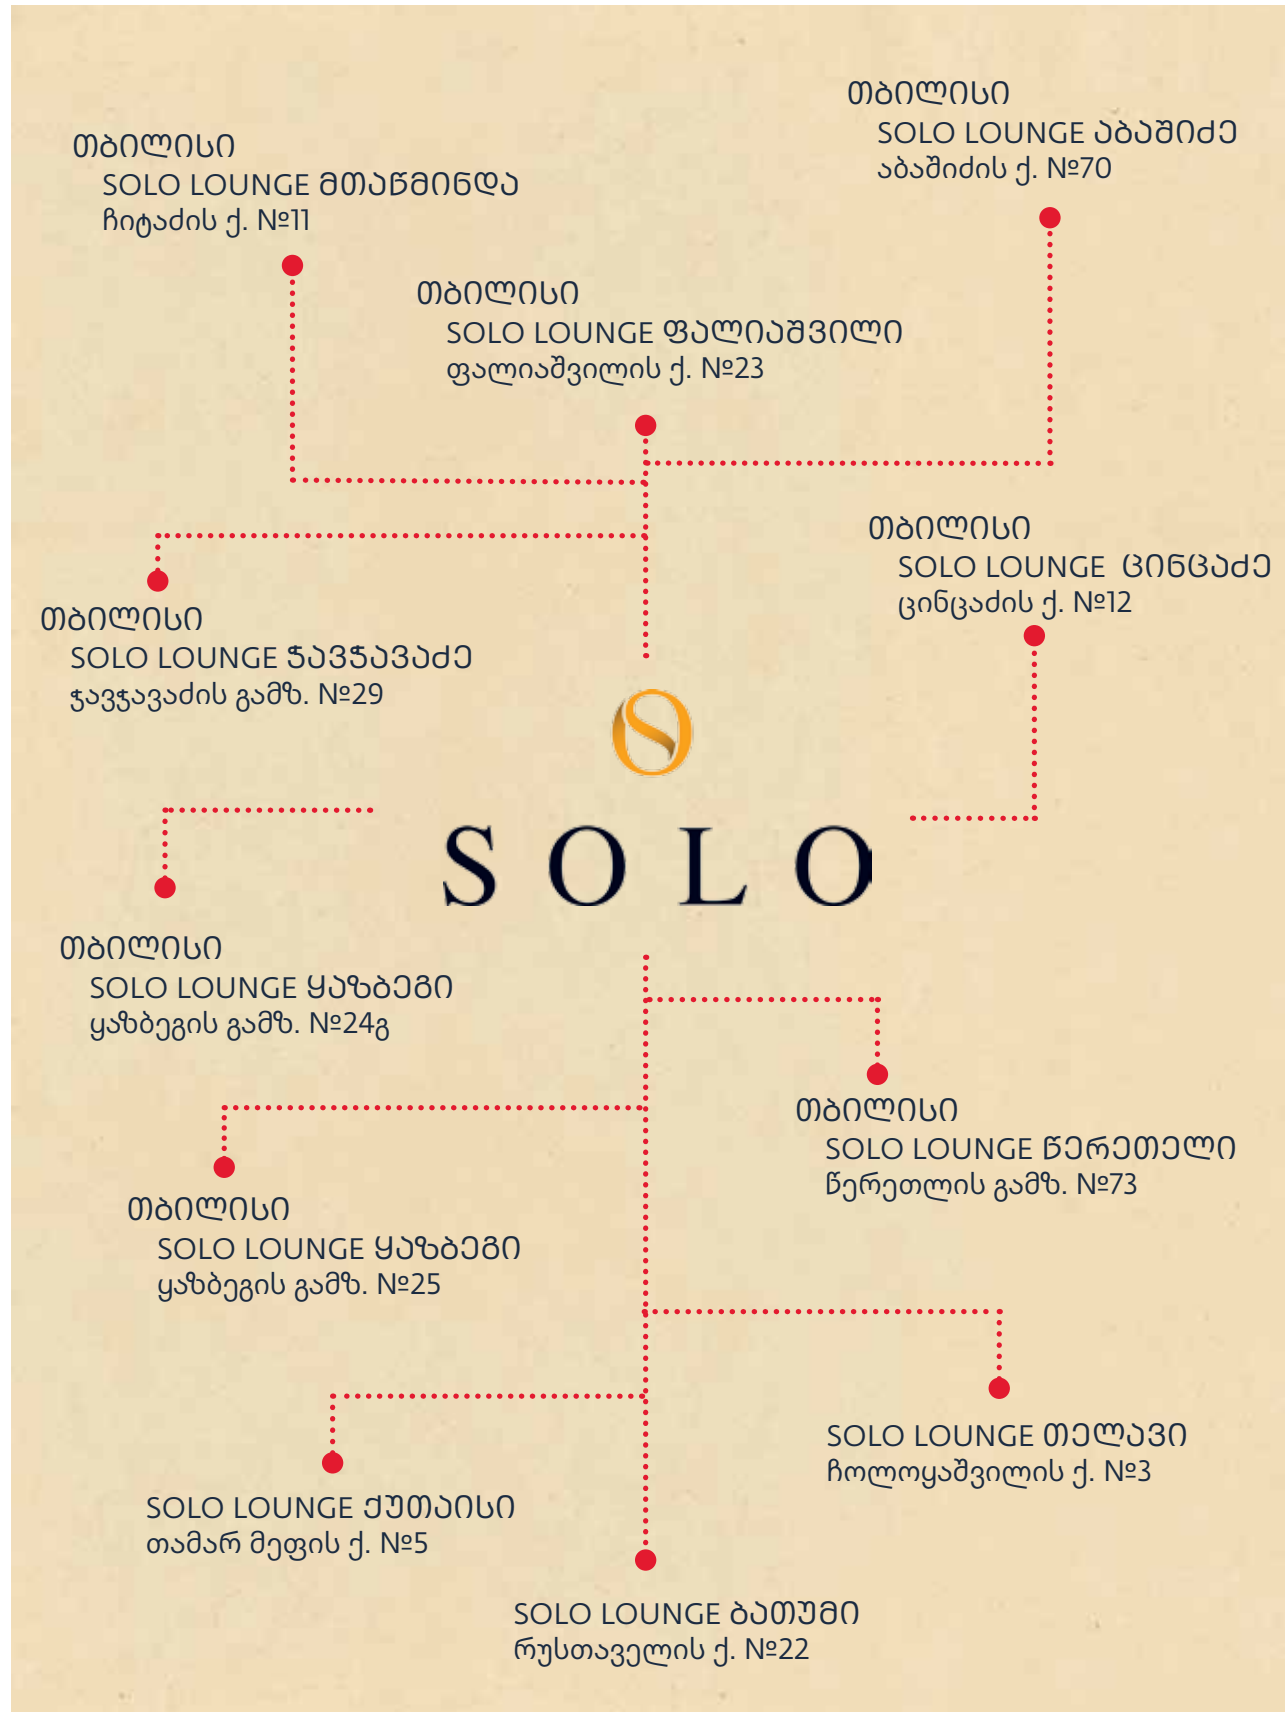 თბილისი
SOLO LOUNGE აბაშიძე
აბაშიძის ქ. №70
თბილისი
SOLO LOUNGE მთაწმინდა
ჩიტაძის ქ. №11
თბილისი
SOLO LOUNGE ფალიაშვილი
ფალიაშვილის ქ. №23
თბილისი
SOLO LOUNGE ცინცაძე
ცინცაძის ქ. №12
თბილისი
SOLO LOUNGE ჭავჭავაძე
ჭავჭავაძის გამზ. №29
SOLO
თბილისი
SOLO LOUNGE ყაზბეგი
ყაზბეგის გამზ. №24გ
თბილისი
SOLO LOUNGE წერეთელი
წერეთლის გამზ. №73
თბილისი
SOLO LOUNGE ყაზბეგი
ყაზბეგის გამზ. №25
SOLO LOUNGE თელავი
ჩოლოყაშვილის ქ. №3
SOLO LOUNGE ქუთაისი
თამარ მეფის ქ. №5
SOLO LOUNGE ბათუმი
რუსთაველის ქ. №22